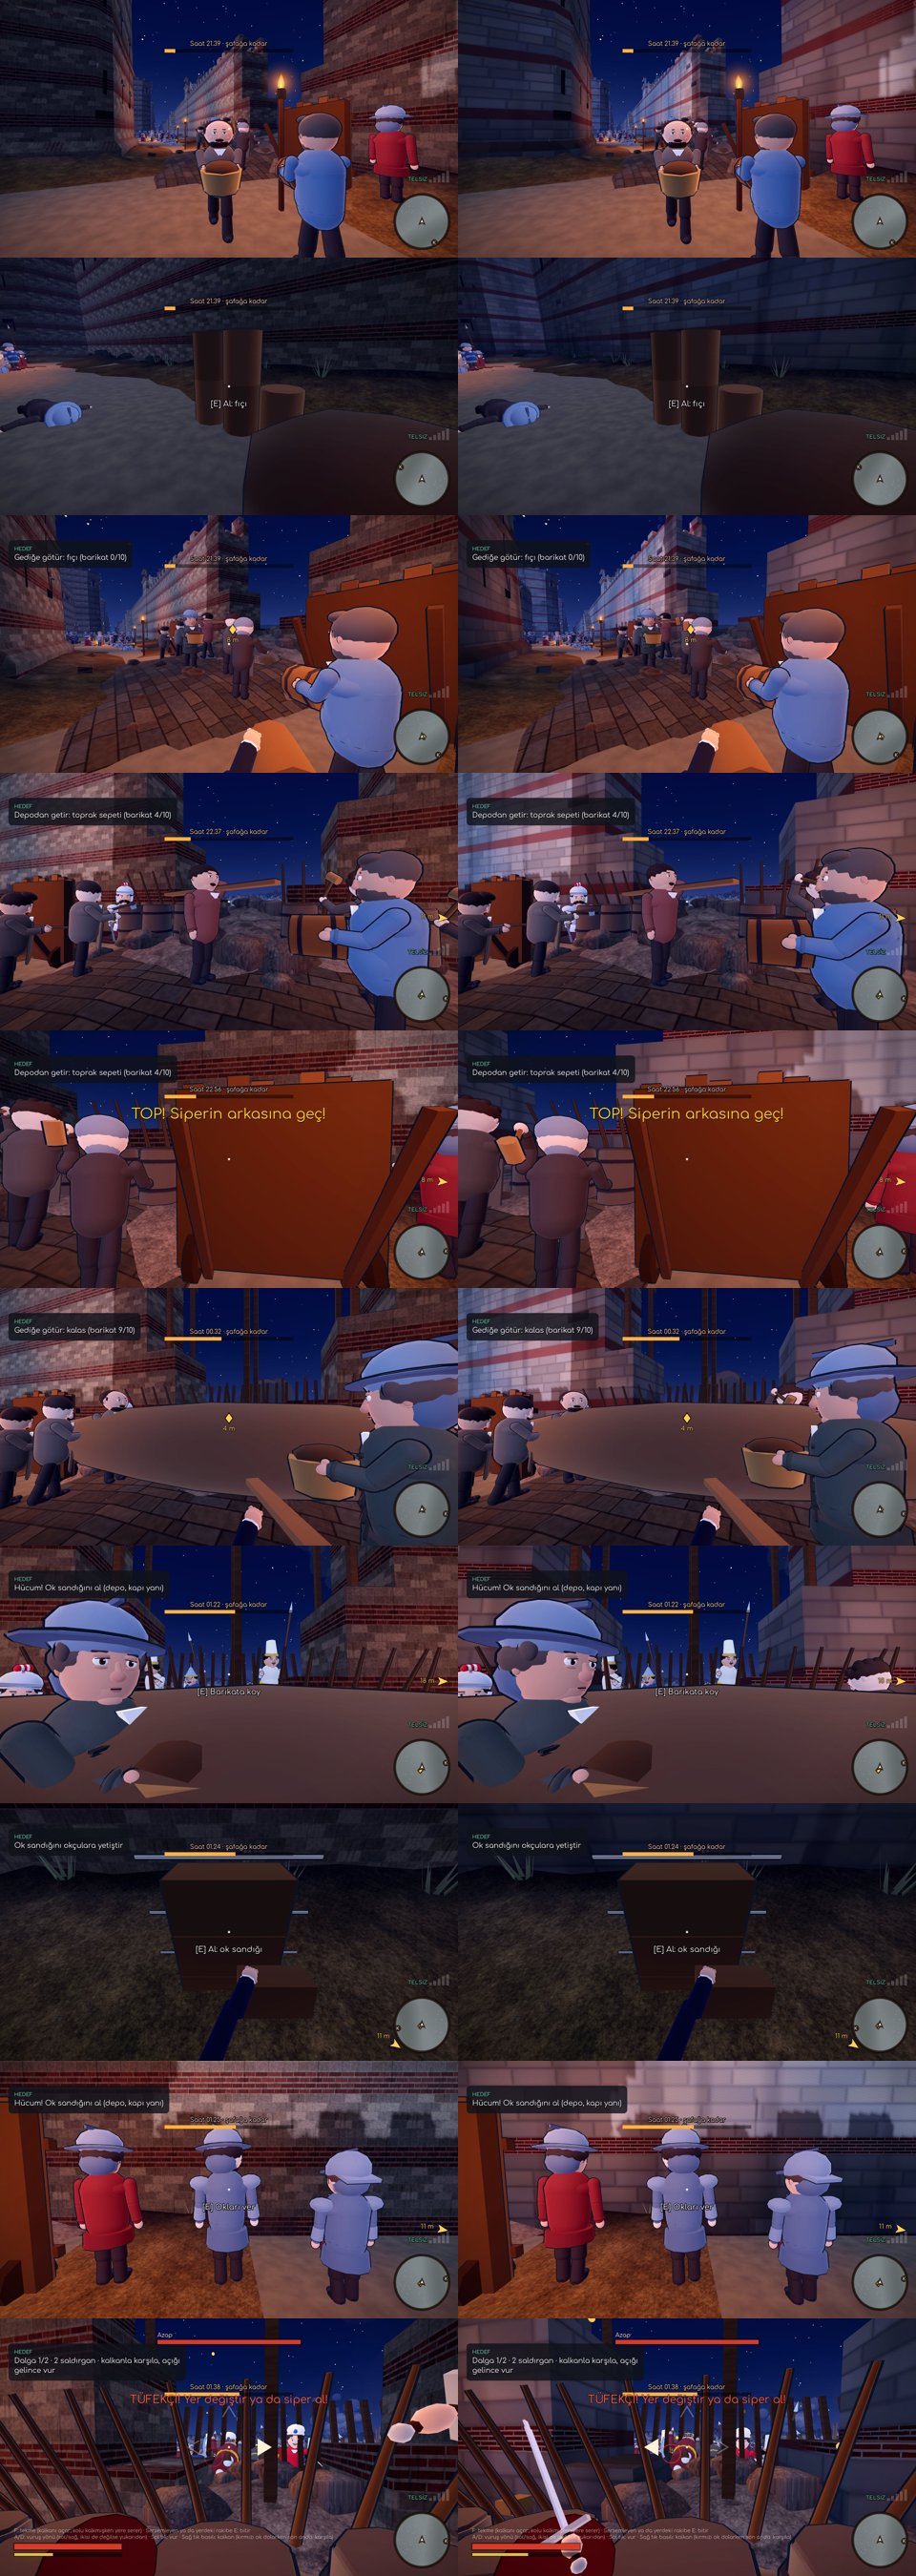 Saat 21.39 · şafağa kadar
TELSİZ
Saat 21.39 · şafağa kadar
TELSİZ
Saat 21.39 · şafağa kadar
[E] Al: fıçı
TELSİZ
Saat 21.39 · şafağa kadar
[E] Al: fıçı
TELSİZ
HEDEF
Gediğe götür: fıçı (barikat 0/10)
Saat 21.39 · şafağa kadar
TELSİZ
HEDEF
Gediğe götür: fıçı (barikat 0/10)
Saat 21.39 · şafağa kadar
TELSİZ
HEDEF
Depodan getir: toprak sepeti (barikat 4/10)
Saat 22.37 · şafağa kadar
TELSİZ
HEDEF
Depodan getir: toprak sepeti (barikat 4/10)
Saat 22.37 · şafağa kadar
TELSİZ
HEDEF
Depodan getir: toprak sepeti (barikat 4/10)
Saat 22.56 · şafağa kadar
TOP! Siperin arkasına geç!
8 m
TELSİZ
HEDEF
Depodan getir: toprak sepeti (barikat 4/10)
Saat 22.56 · şafağa kadar
TOP! Siperin arkasına geç!
8 m
TELSİZ
HEDEF
Gediğe götür: kalas (barikat 9/10)
Saat 00.32 · şafağa kadar
4 m
TELSİZ
HEDEF
Gediğe götür: kalas (barikat 9/10)
Saat 00.32 · şafağa kadar
4 m
TELSİZ
HEDEF
Hücum! Ok sandığını al (depo, kapı yanı)
Saat 01.22 · şafağa kadar
18 m
[E] Barikata koy
TELSİZ
HEDEF
Hücum! Ok sandığını al (depo, kapı yanı)
Saat 01.22 · şafağa kadar
[E] Barikata koy
TELSİZ
HEDEF
Ok sandığını okçulara yetiştir
Saat 01.24 · şafağa kadar
[E] Al: ok sandığı
TELSİZ
11 m
HEDEF
Ok sandığını okçulara yetiştir
Saat 01.24 · şafağa kadar
[E] Al: ok sandığı
TELSİZ
11 m
HEDEF
Hücum! Ok sandığını al (depo, kapı yanı)
[E] Okları ver
11 m
TELSİZ
HEDEF
Hücum! Ok sandığını al (depo, kapı yanı)
[E] Okları ver
11 m
TELSİZ
Azap
HEDEF
Dalga 1/2 · 2 saldırgan · kalkanla karşıla, açığı
gelince vur
Saat 01.38 · şafağa kadar
TÜFEKÇİ! Yer değiştir ya da siper al!
TELSİZ
Azap
HEDEF
Dalga 1/2 · 2 saldırgan · kalkanla karşıla, açığı
gelince vur
Saat 01.38 · şafağa kadar
TÜFEKÇİ! Yer değiştir ya da siper al!
TELSİZ